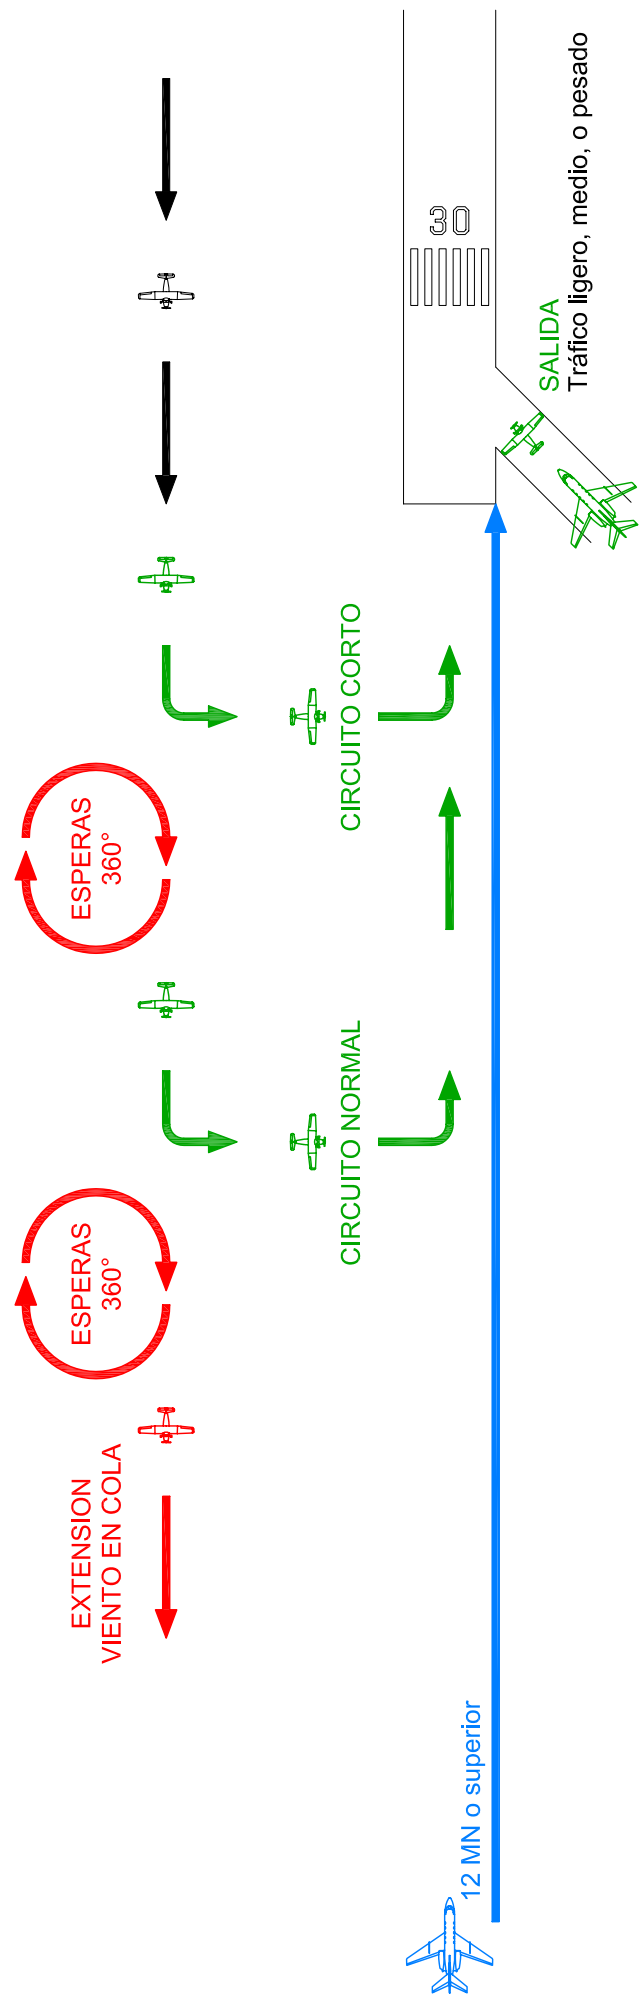 30
SALIDA
Tráfico ligero, medio, o pesado
CIRCUITO CORTO
ESPERAS
360°
CIRCUITO NORMAL
ESPERAS
360°
EXTENSION
VIENTO EN COLA
12 MN o superior